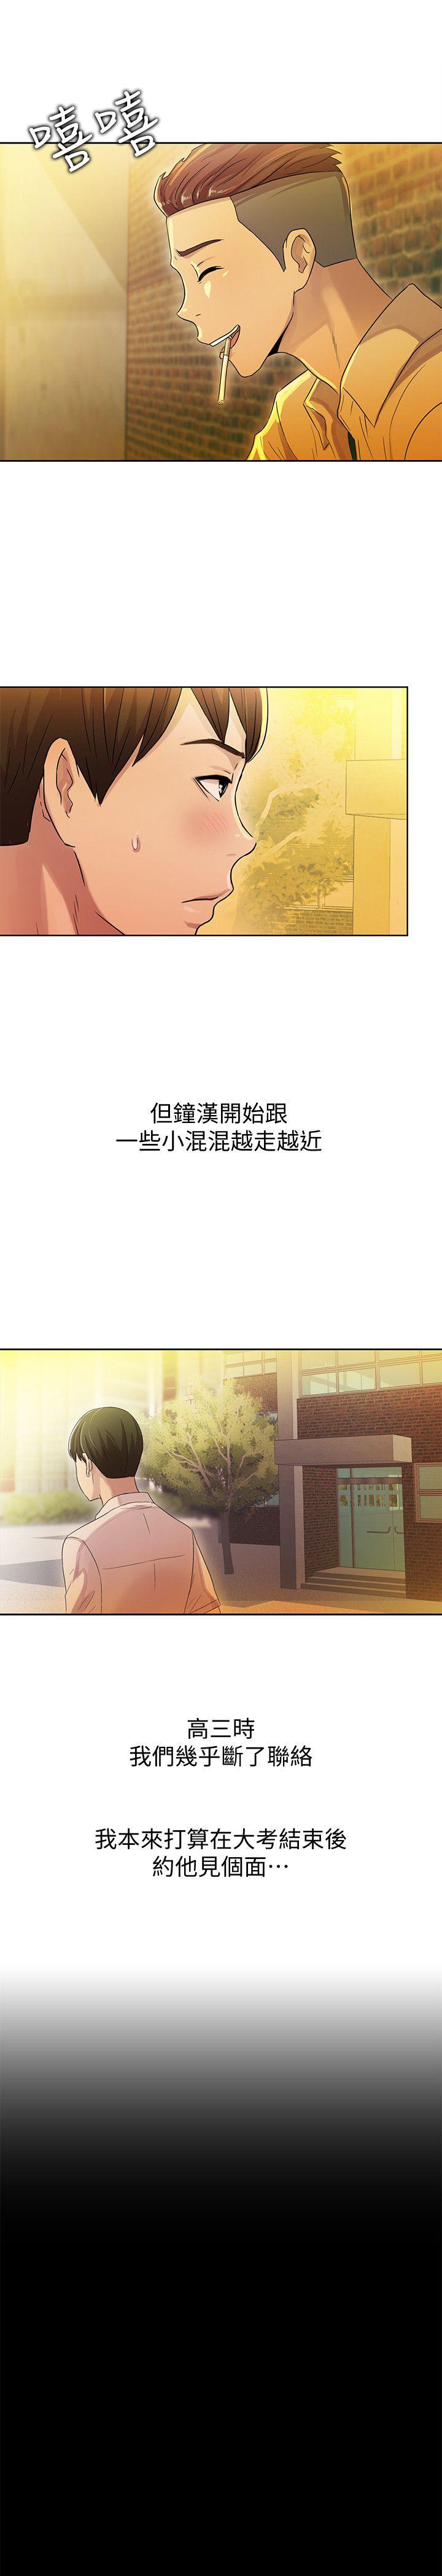 嘻嘻
但鐘漢開始跟
一些小混混越走越近
高三時
我們幾乎斷了聯絡
我本來打算在大考結束後
約他見個面⋯